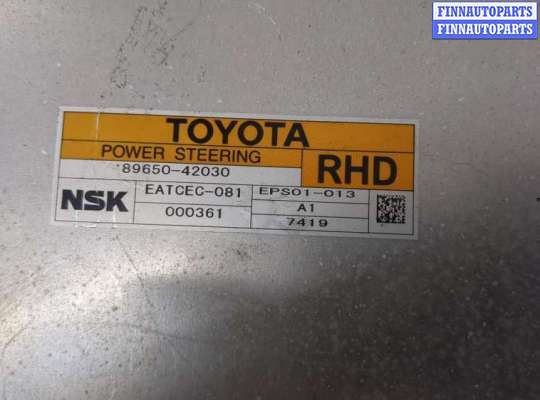 FINNAUTOPARTS
FINNAUTOPARTS
TOYOTA
POWER STEERING
89650-42030
RHD
NSK
EATCEC-081
EPS01-013
000361
A1
7419